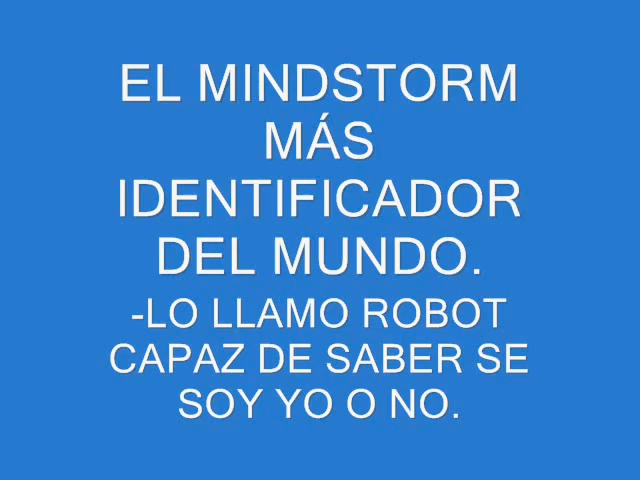 EL MINDSTORM
MÁS
IDENTIFICADOR
DEL MUNDO.
-LO LLAMO ROBOT
CAPAZ DE SABER SE
SOY YO O NO.